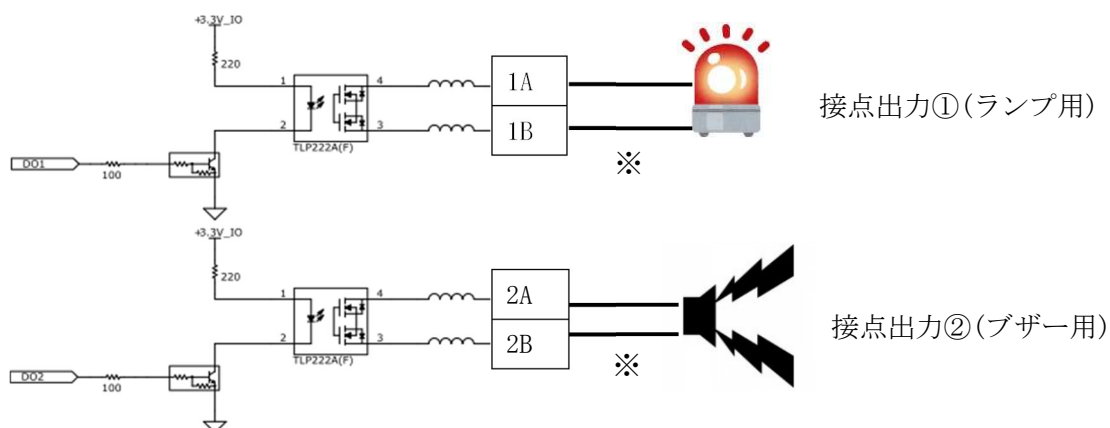 +3.3V_IO
220
1
4
2
3
TLP222A(F)
DO1
100
1A
1B
※
接点出力①(ランプ用)
+3.3V_IO
220
1
4
2
3
TLP222A(F)
DO2
100
2A
2B
※
接点出力②(ブザー用)